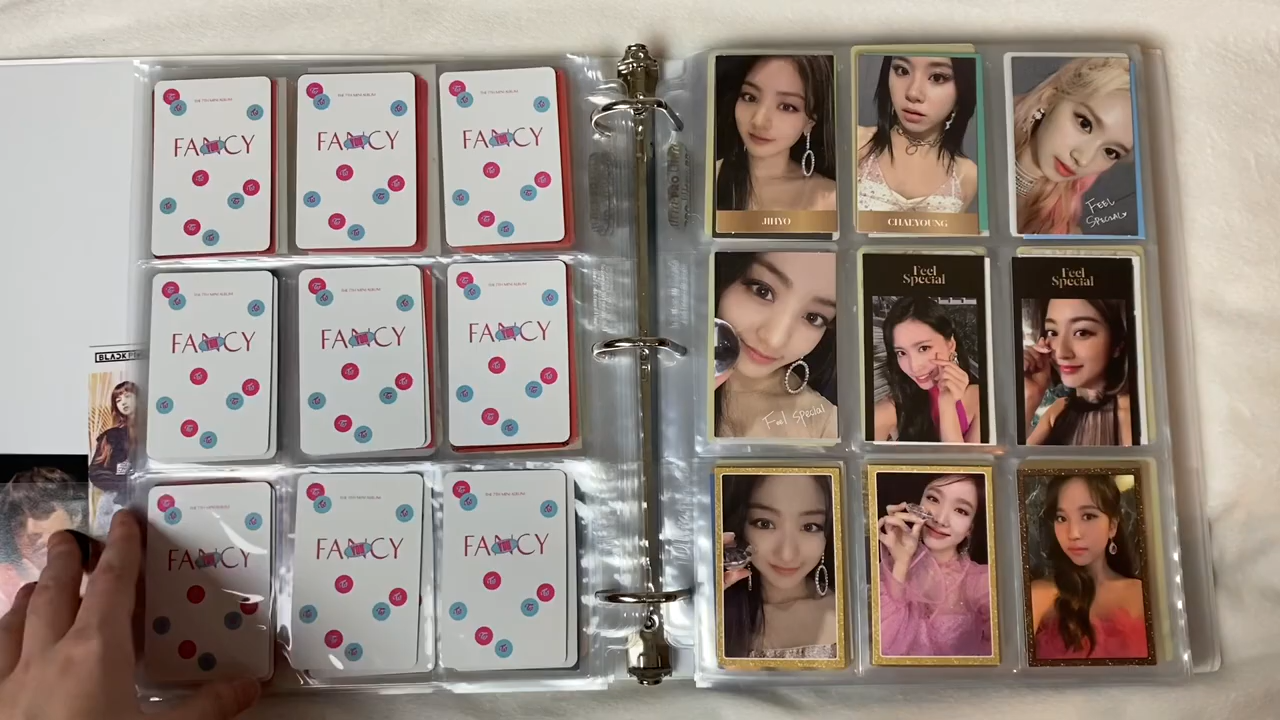 THE 7TH MINI ALBUM
FANCY
THE 7TH MINI ALBUM
FANCY
THE 7TH MINI ALBUM
FANCY
THE 7TH MINI ALBUM
FANCY
THE 7TH MINI ALBUM
FANCY
THE 7TH MINI ALBUM
FANCY
THE 7TH MINI ALBUM
FANCY
THE 7TH MINI ALBUM
FANCY
THE 7TH MINI ALBUM
FANCY
JIHYO
CHAEYOUNG
FEEL
SPECIAL
Feel Special
Feel
Special
Feel
Special